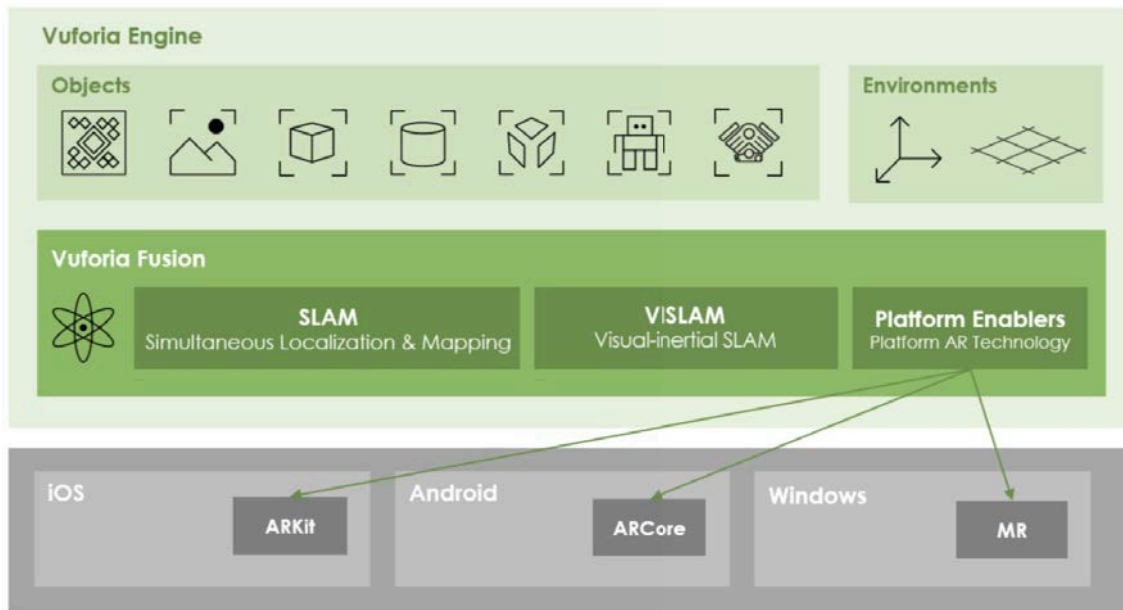 Vuforia Engine
Objects
Environments
Vuforia Fusion
SLAM
Simultaneous Localization & Mapping
VISLAM
Visual-inertial SLAM
Platform Enablers
Platform AR Technology
iOS
ARKit
Android
ARCore
Windows
MR